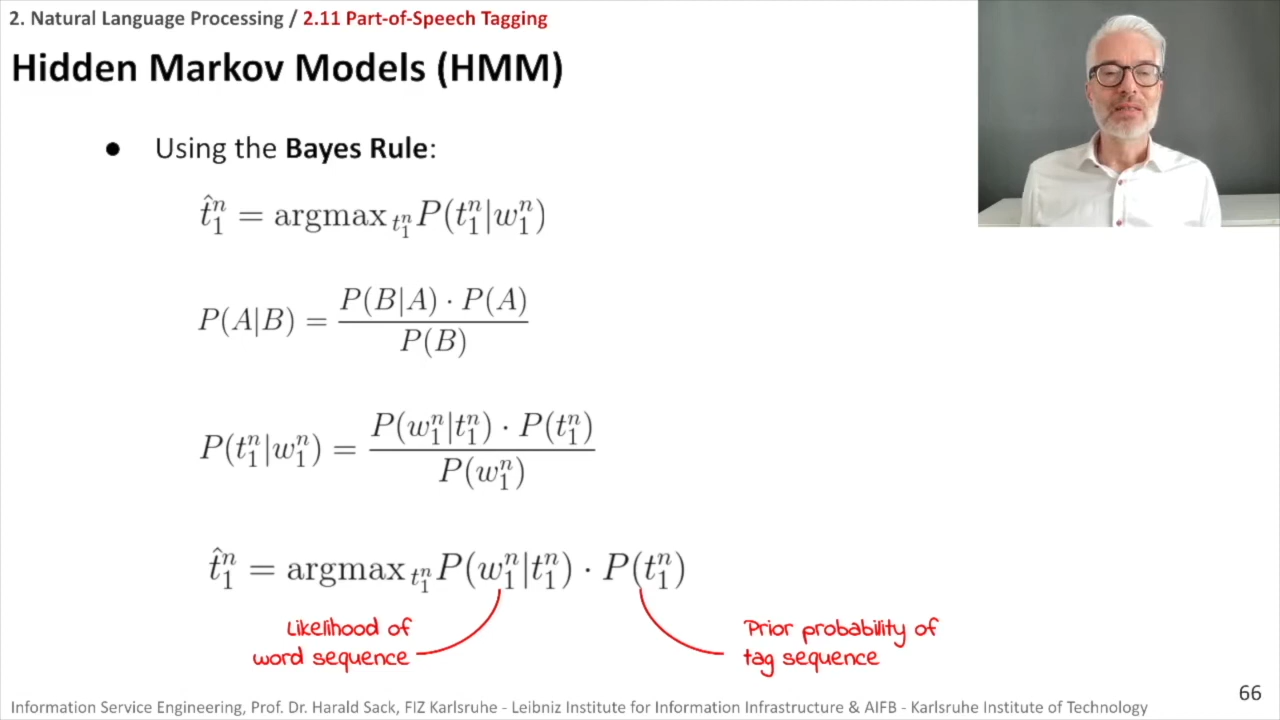 2. Natural Language Processing / 2.11 Part-of-Speech Tagging
Hidden Markov Models (HMM)
● Using the Bayes Rule:
t̂₁ⁿ = argmax t₁ⁿ P(t₁ⁿ|w₁ⁿ)
P(A|B) = P(B|A) · P(A) / P(B)
P(t₁ⁿ|w₁ⁿ) = P(w₁ⁿ|t₁ⁿ) · P(t₁ⁿ) / P(w₁ⁿ)
t̂₁ⁿ = argmax t₁ⁿ P(w₁ⁿ|t₁ⁿ) · P(t₁ⁿ)
Likelihood of
word sequence
Prior probability of
tag sequence
66
Information Service Engineering, Prof. Dr. Harald Sack, FIZ Karlsruhe - Leibniz Institute for Information Infrastructure & AIFB - Karlsruhe Institute of Technology